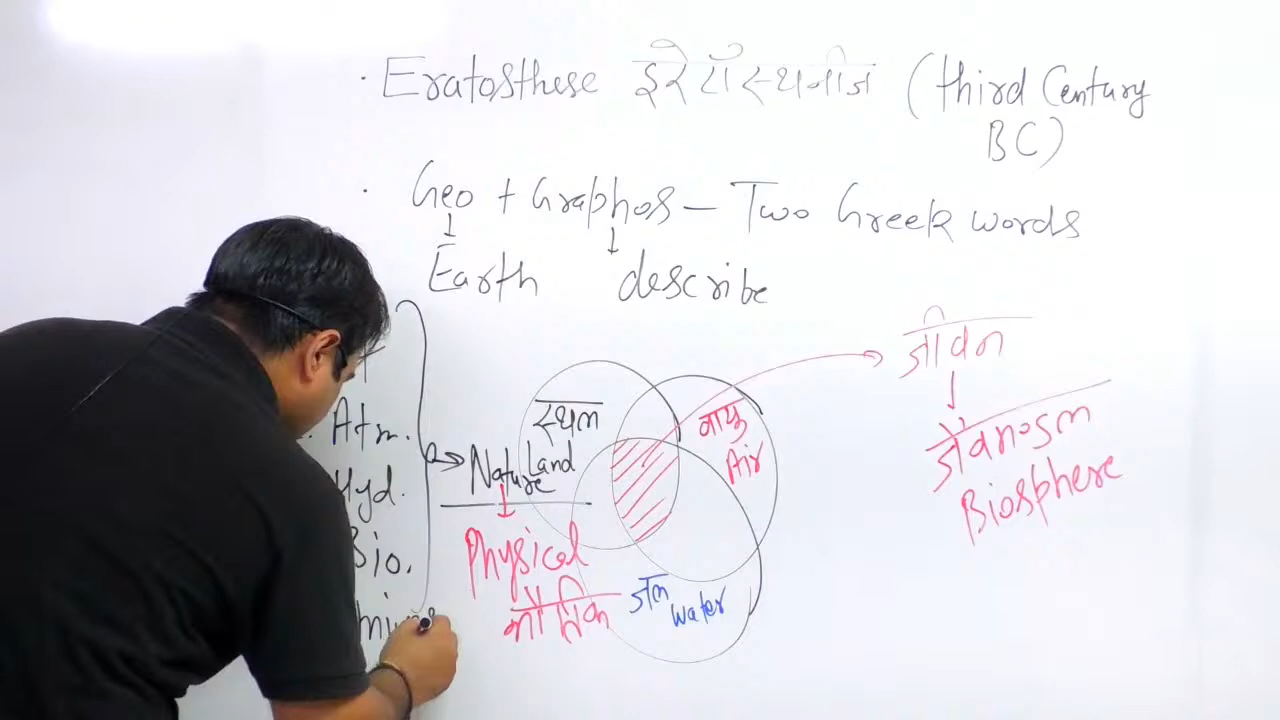 · Eratosthese इरेटॉस्थनीज (third Century
BC)
· Geo + Graphos – Two Greek words
Earth describe
जीवन
जैवमण्डल
Biosphere
स्थल
Land
वायु
Air
Atm.
Nature
Hyd.
Physical
भौतिक
Bio.
जल
water